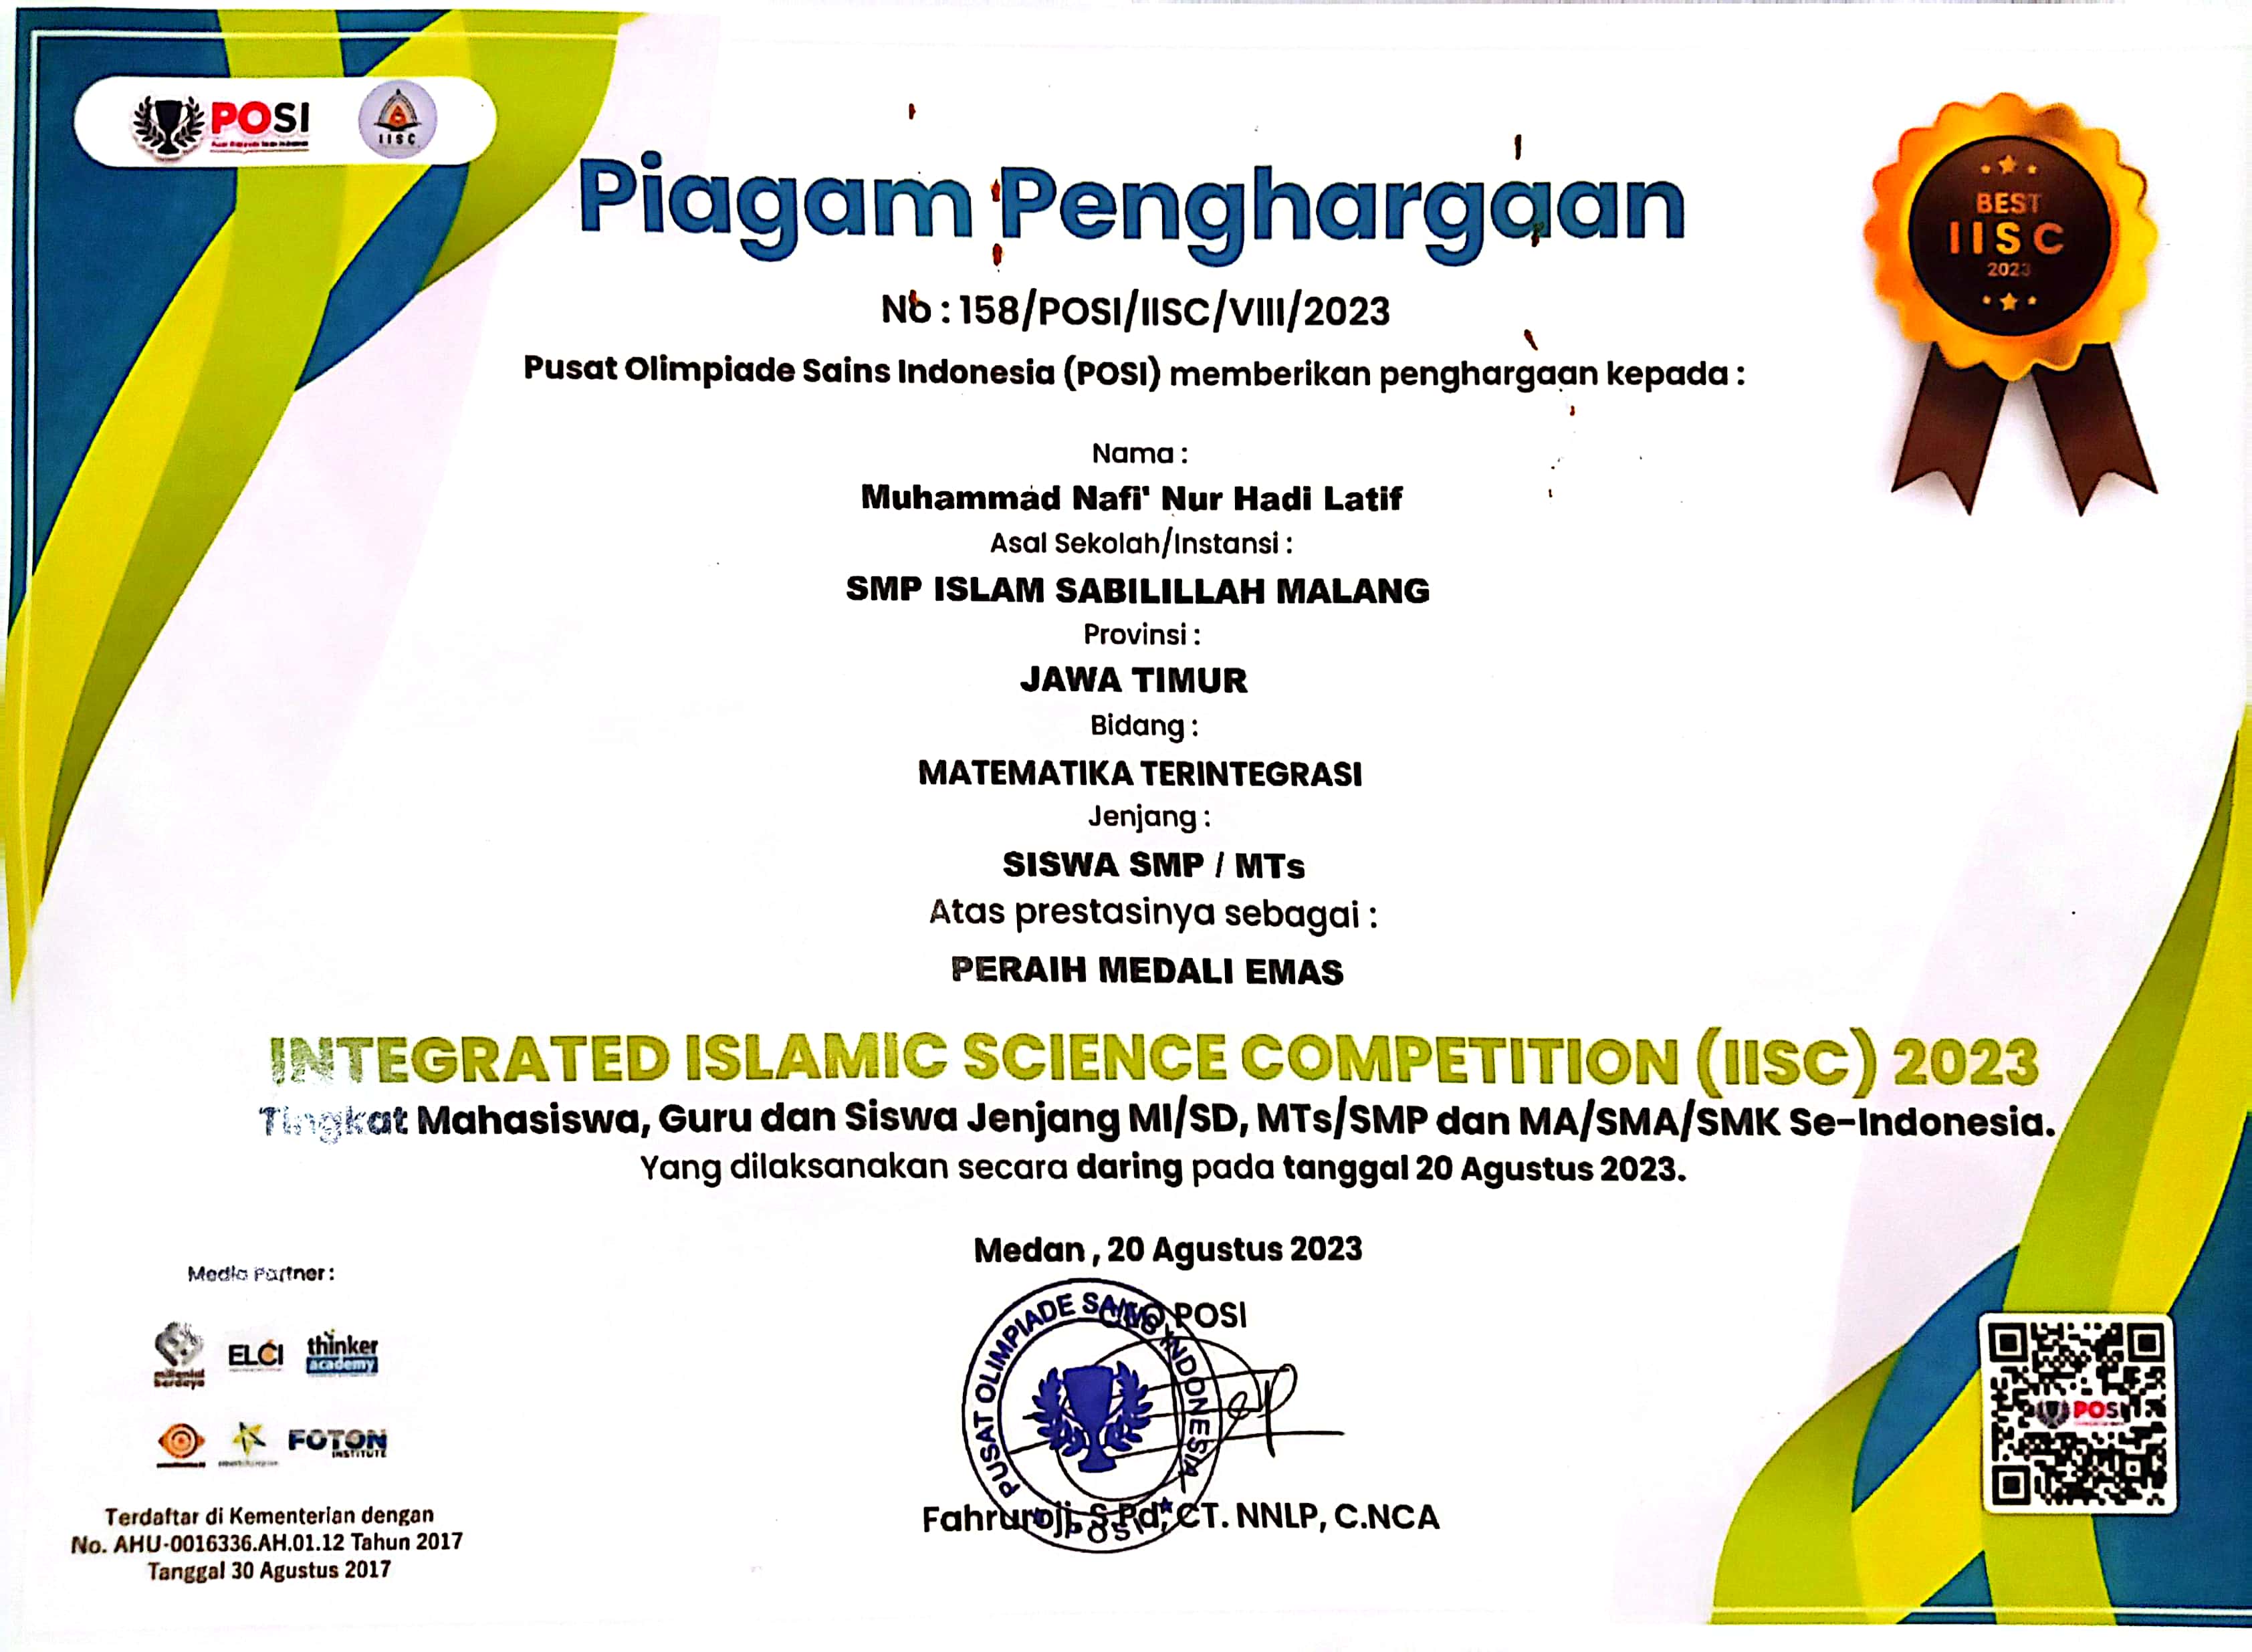 POSI
IISC
BEST
IISC
2023
Piagam Penghargaan
No : 158/POSI/IISC/VIII/2023
Pusat Olimpiade Sains Indonesia (POSI) memberikan penghargaan kepada :
Nama :
Muhammad Nafi' Nur Hadi Latif
Asal Sekolah/Instansi :
SMP ISLAM SABILILLAH MALANG
Provinsi :
JAWA TIMUR
Bidang :
MATEMATIKA TERINTEGRASI
Jenjang :
SISWA SMP / MTs
Atas prestasinya sebagai :
PERAIH MEDALI EMAS
INTEGRATED ISLAMIC SCIENCE COMPETITION (IISC) 2023
Tingkat Mahasiswa, Guru dan Siswa Jenjang MI/SD, MTs/SMP dan MA/SMA/SMK Se-Indonesia.
Yang dilaksanakan secara daring pada tanggal 20 Agustus 2023.
Medan , 20 Agustus 2023
POSI
PUSAT OLIMPIADE SAINS INDONESIA
POSI
Fahruroji, S.Pd, CT. NNLP, C.NCA
Media Partner :
millenial
berdaya
ELCI
thinker
academy
FOTON
INSTITUTE
Terdaftar di Kementerian dengan
No. AHU-0016336.AH.01.12 Tahun 2017
Tanggal 30 Agustus 2017
POSI